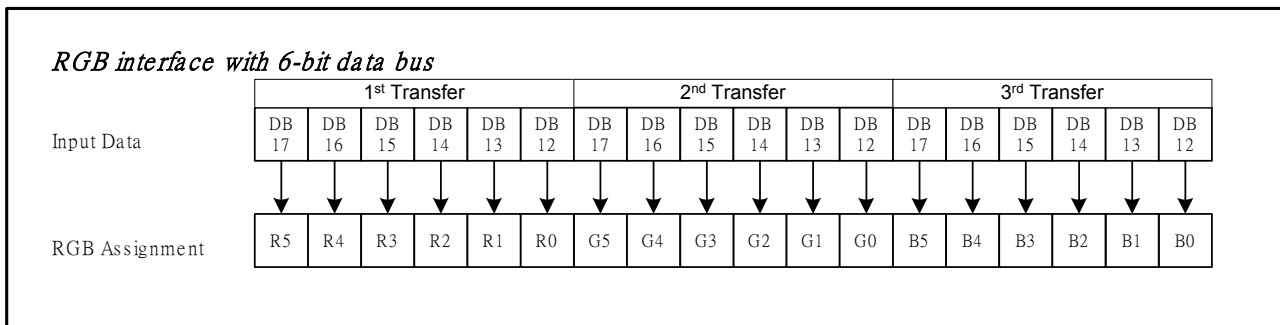 RGB interface with 6-bit data bus
1st Transfer 2nd Transfer 3rd Transfer
Input Data DB 17 DB 16 DB 15 DB 14 DB 13 DB 12 DB 17 DB 16 DB 15 DB 14 DB 13 DB 12 DB 17 DB 16 DB 15 DB 14 DB 13 DB 12
RGB Assignment R5 R4 R3 R2 R1 R0 G5 G4 G3 G2 G1 G0 B5 B4 B3 B2 B1 B0